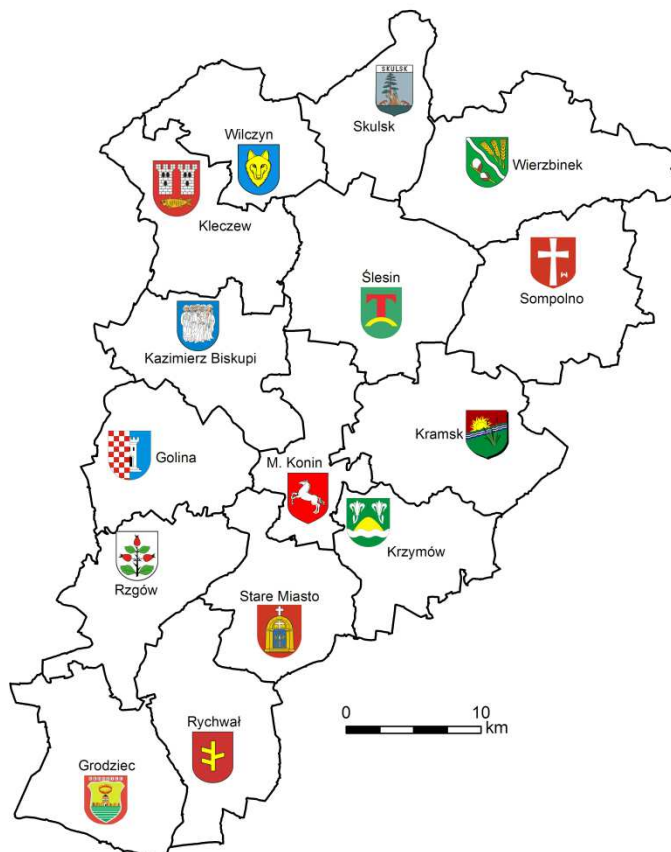 SKULSK
Skulsk
Wilczyn
Wierzbinek
Kleczew
Ślesin
Sompolno
Kazimierz Biskupi
Kramsk
Golina
M. Konin
Krzymów
Rzgów
Stare Miasto
Rychwał
0 10
km
Grodziec